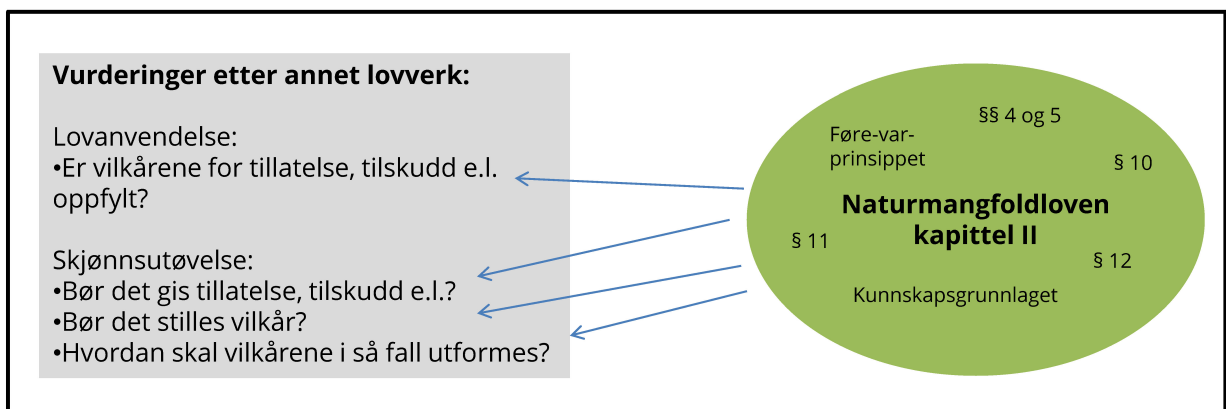 Vurderinger etter annet lovverk:
Lovanvendelse:
•Er vilkårene for tillatelse, tilskudd e.l.
oppfylt?
Skjønnsutøvelse:
•Bør det gis tillatelse, tilskudd e.l.?
•Bør det stilles vilkår?
•Hvordan skal vilkårene i så fall utformes?
§§ 4 og 5
Føre-var-
prinsippet
§ 10
Naturmangfoldloven
kapittel II
§ 11
§ 12
Kunnskapsgrunnlaget